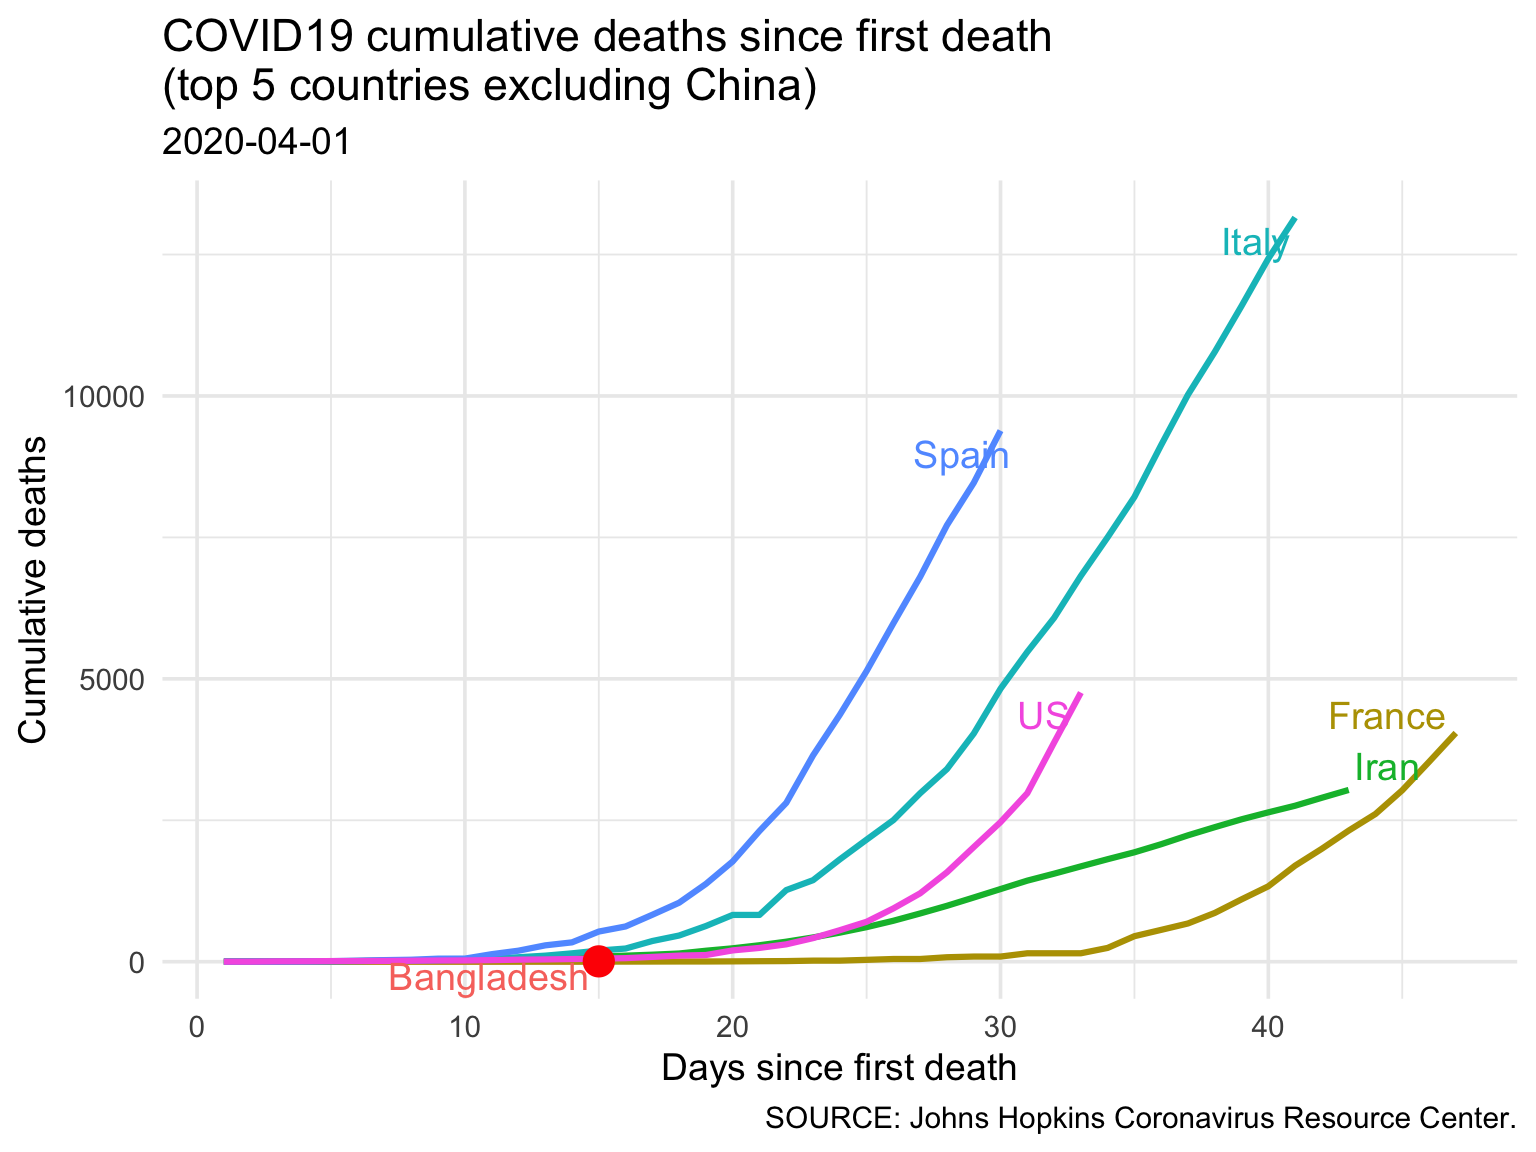 COVID19 cumulative deaths since first death
(top 5 countries excluding China)
2020-04-01
Cumulative deaths
10000
5000
0
Italy
Spain
US
France
Iran
Bangladesh
0 10 20 30 40
Days since first death
SOURCE: Johns Hopkins Coronavirus Resource Center.